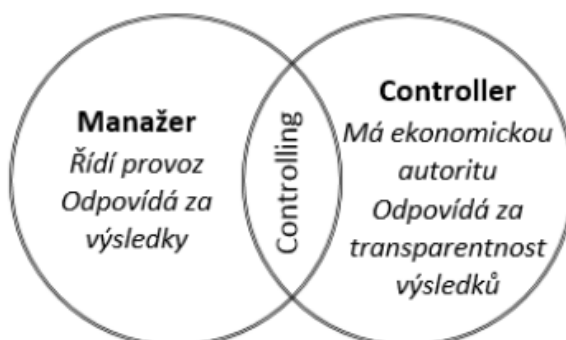 Manažer
Řídí provoz
Odpovídá za
výsledky
Controlling
Controller
Má ekonomickou
autoritu
Odpovídá za
transparentnost
výsledků